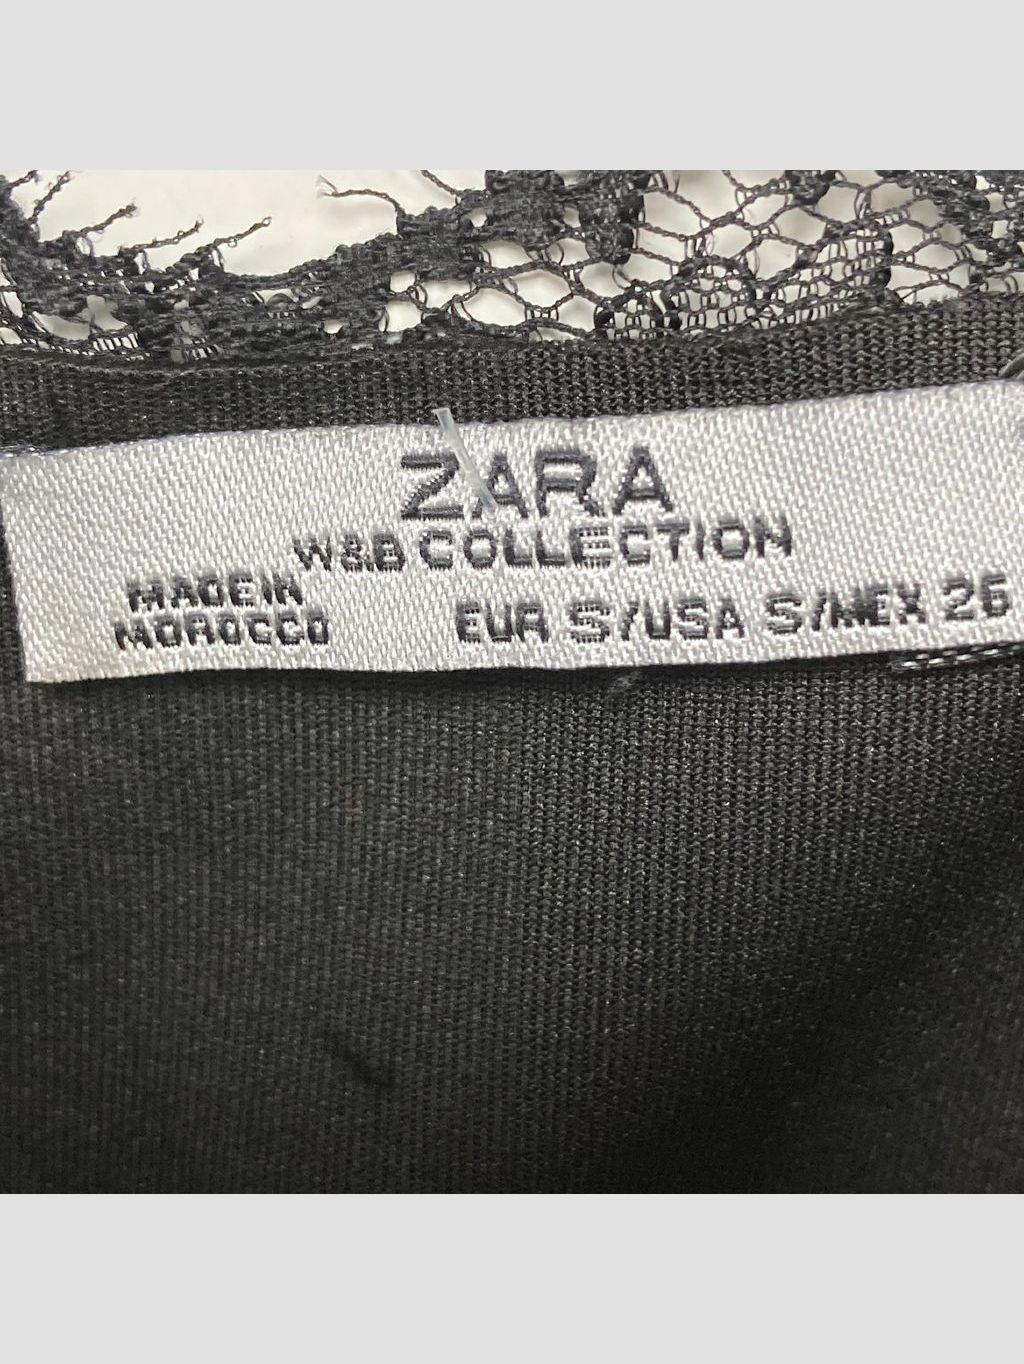 ZARA
W&B COLLECTION
MADE IN
MOROCCO
EUR S/USA S/MEX 26